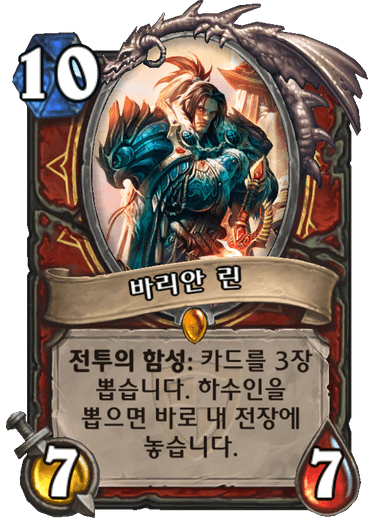 10
바리안 린
전투의 함성: 카드를 3장
뽑습니다. 하수인을
뽑으면 바로 내 전장에
놓습니다.
7
7